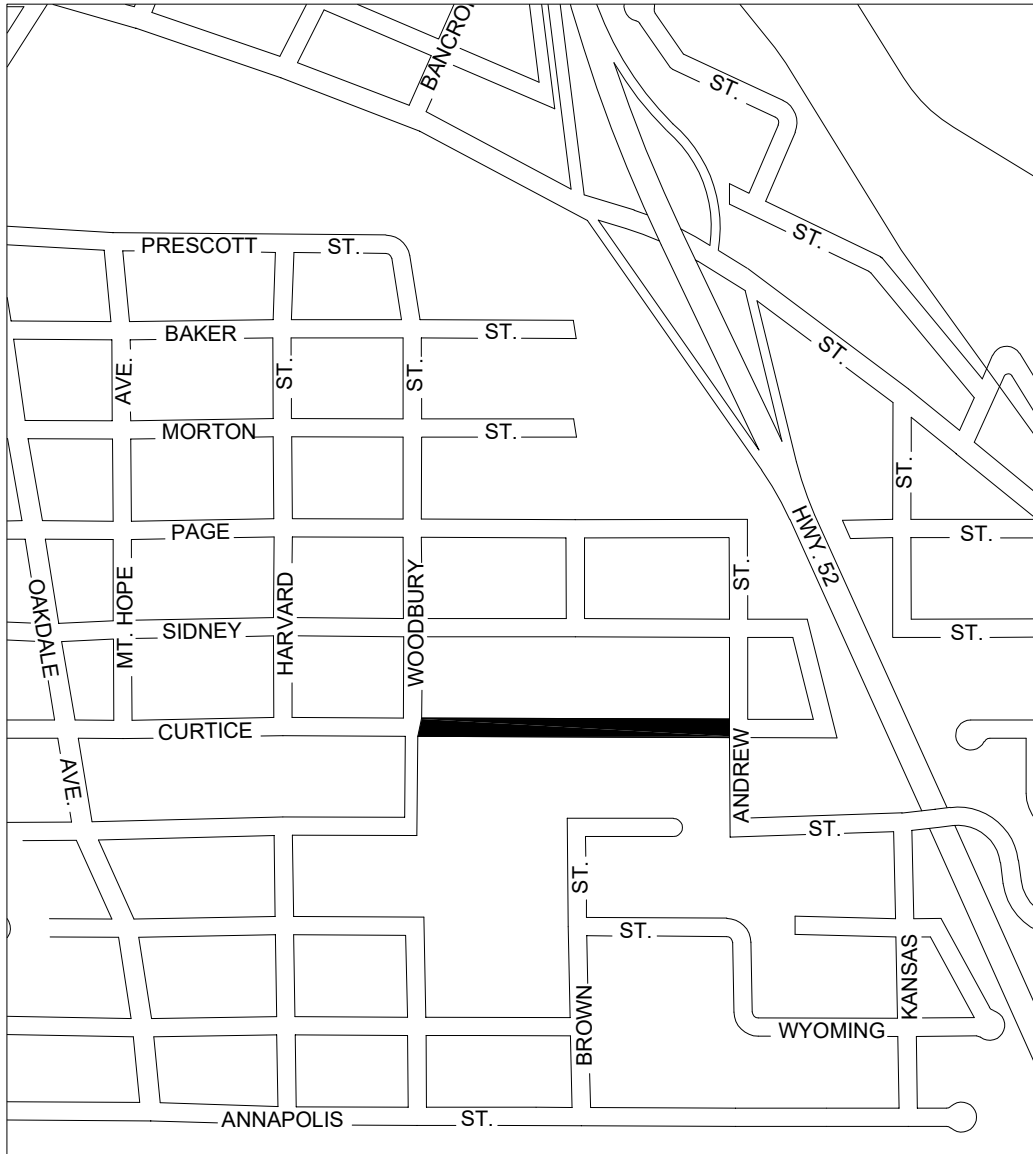 BANCRO
ST.
ST.
PRESCOTT ST.
BAKER ST.
ST.
AVE.
ST.
ST.
MORTON ST.
ST.
PAGE
HWY. 52
ST.
ST.
OAKDALE
MT. HOPE
HARVARD
WOODBURY
SIDNEY
ST.
CURTICE
AVE.
ANDREW
ST.
ST.
ST.
KANSAS
BROWN
WYOMING
ANNAPOLIS ST.